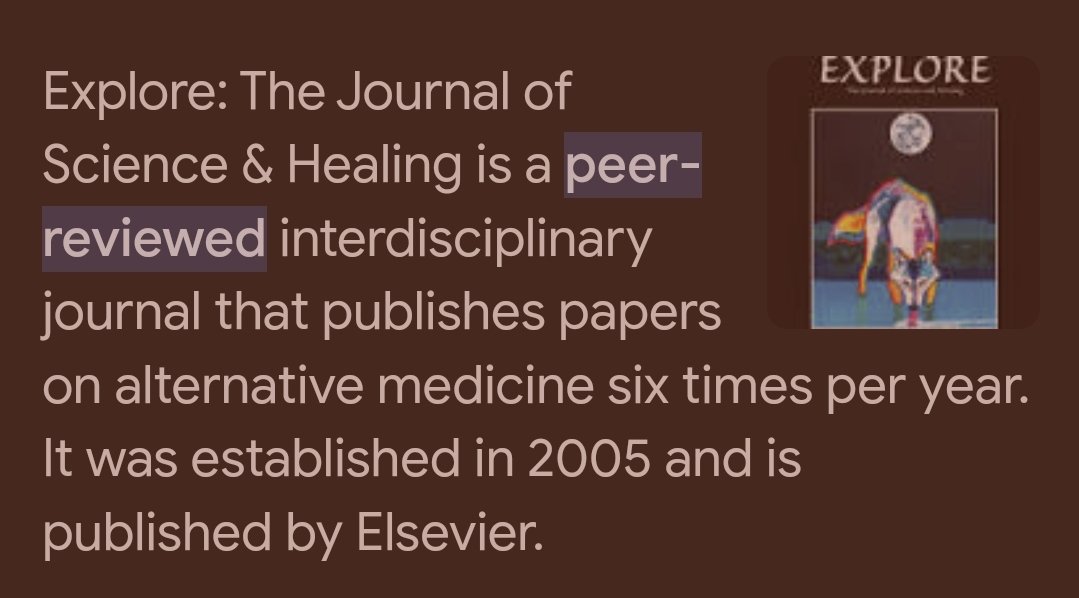 Explore: The Journal of
Science & Healing is a peer-
reviewed interdisciplinary
journal that publishes papers
on alternative medicine six times per year.
It was established in 2005 and is
published by Elsevier.
EXPLORE